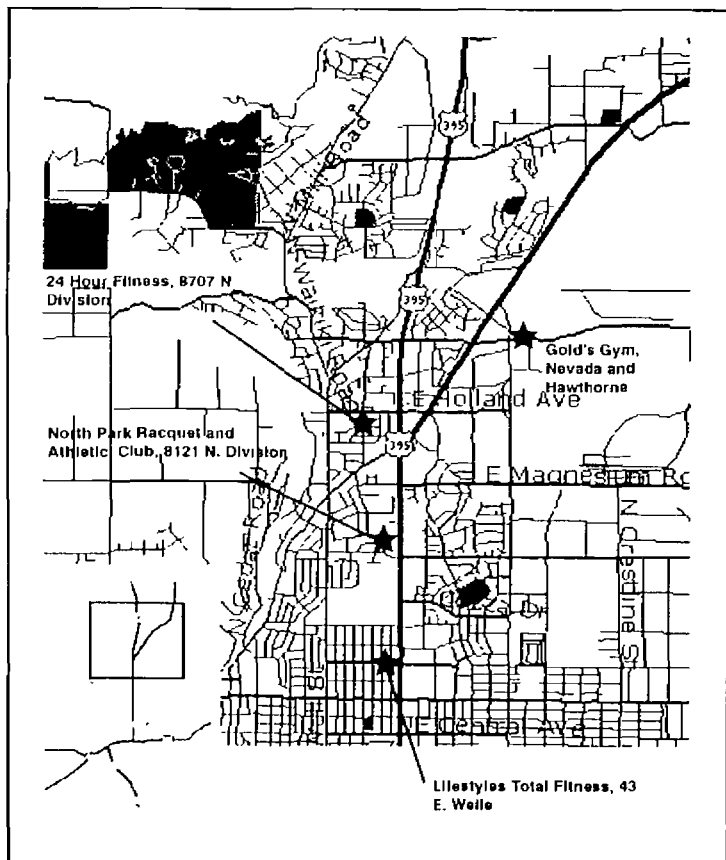 395
24 Hour Fitness, 8707 N
Division
395
Gold's Gym,
Nevada and
Hawthorne
E Holland Ave
North Park Racquet and
Athletic Club, 8121 N. Division
395
E Magnesium Rd
N Crestline St
E Central Ave
Lifestyles Total Fitness, 43
E. Weile